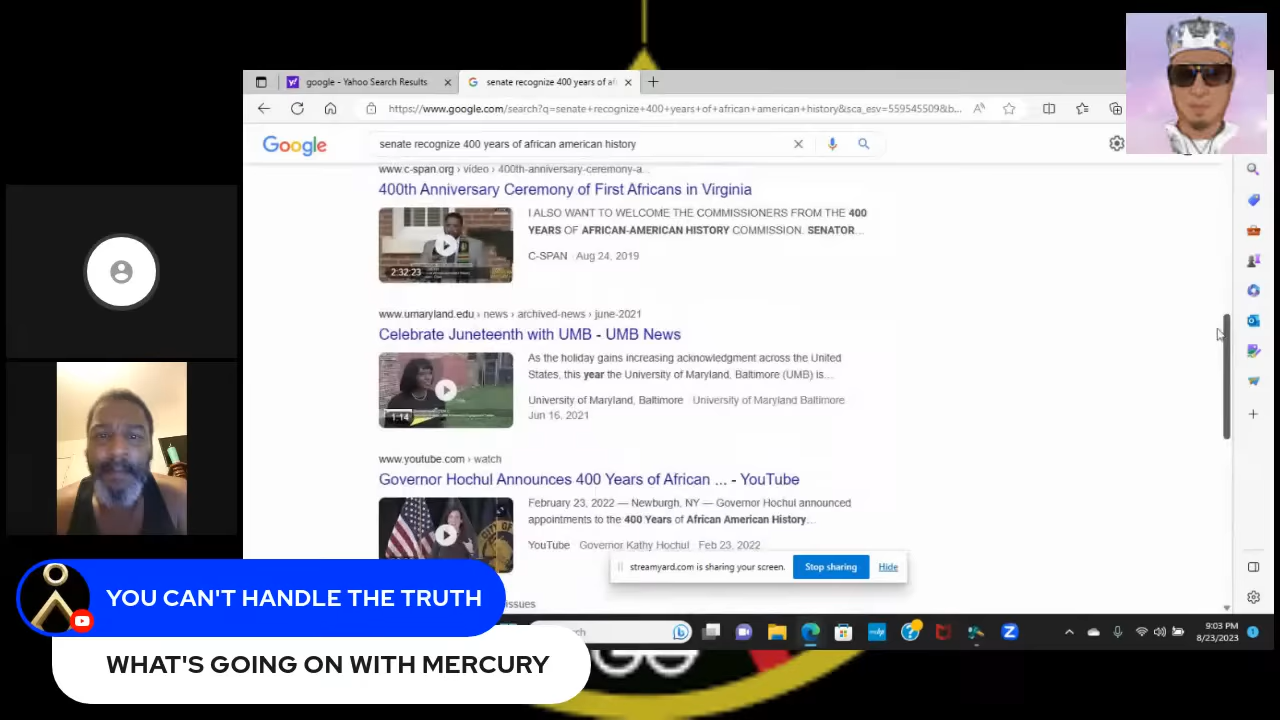 google - Yahoo Search Results
senate recognize 400 years of af
https://www.google.com/search?q=senate+recognize+400+years+of+african+american+history&sca_esv=559545509&b...
Google
senate recognize 400 years of african american history
www.c-span.org › video › 400th-anniversary-ceremony-a...
400th Anniversary Ceremony of First Africans in Virginia
I ALSO WANT TO WELCOME THE COMMISSIONERS FROM THE 400
YEARS OF AFRICAN-AMERICAN HISTORY COMMISSION. SENATOR...
2:32:23
C-SPAN Aug 24, 2019
www.umaryland.edu › news › archived-news › june-2021
Celebrate Juneteenth with UMB - UMB News
As the holiday gains increasing acknowledgment across the United
States, this year the University of Maryland, Baltimore (UMB) is...
University of Maryland, Baltimore University of Maryland Baltimore
Jun 16, 2021
1:14
www.youtube.com › watch
Governor Hochul Announces 400 Years of African ... - YouTube
February 23, 2022 — Newburgh, NY — Governor Hochul announced
appointments to the 400 Years of African American History...
YouTube Governor Kathy Hochul Feb 23, 2022
streamyard.com is sharing your screen.
Stop sharing
Hide
issues
YOU CAN'T HANDLE THE TRUTH
WHAT'S GOING ON WITH MERCURY
9:03 PM
8/23/2023
1